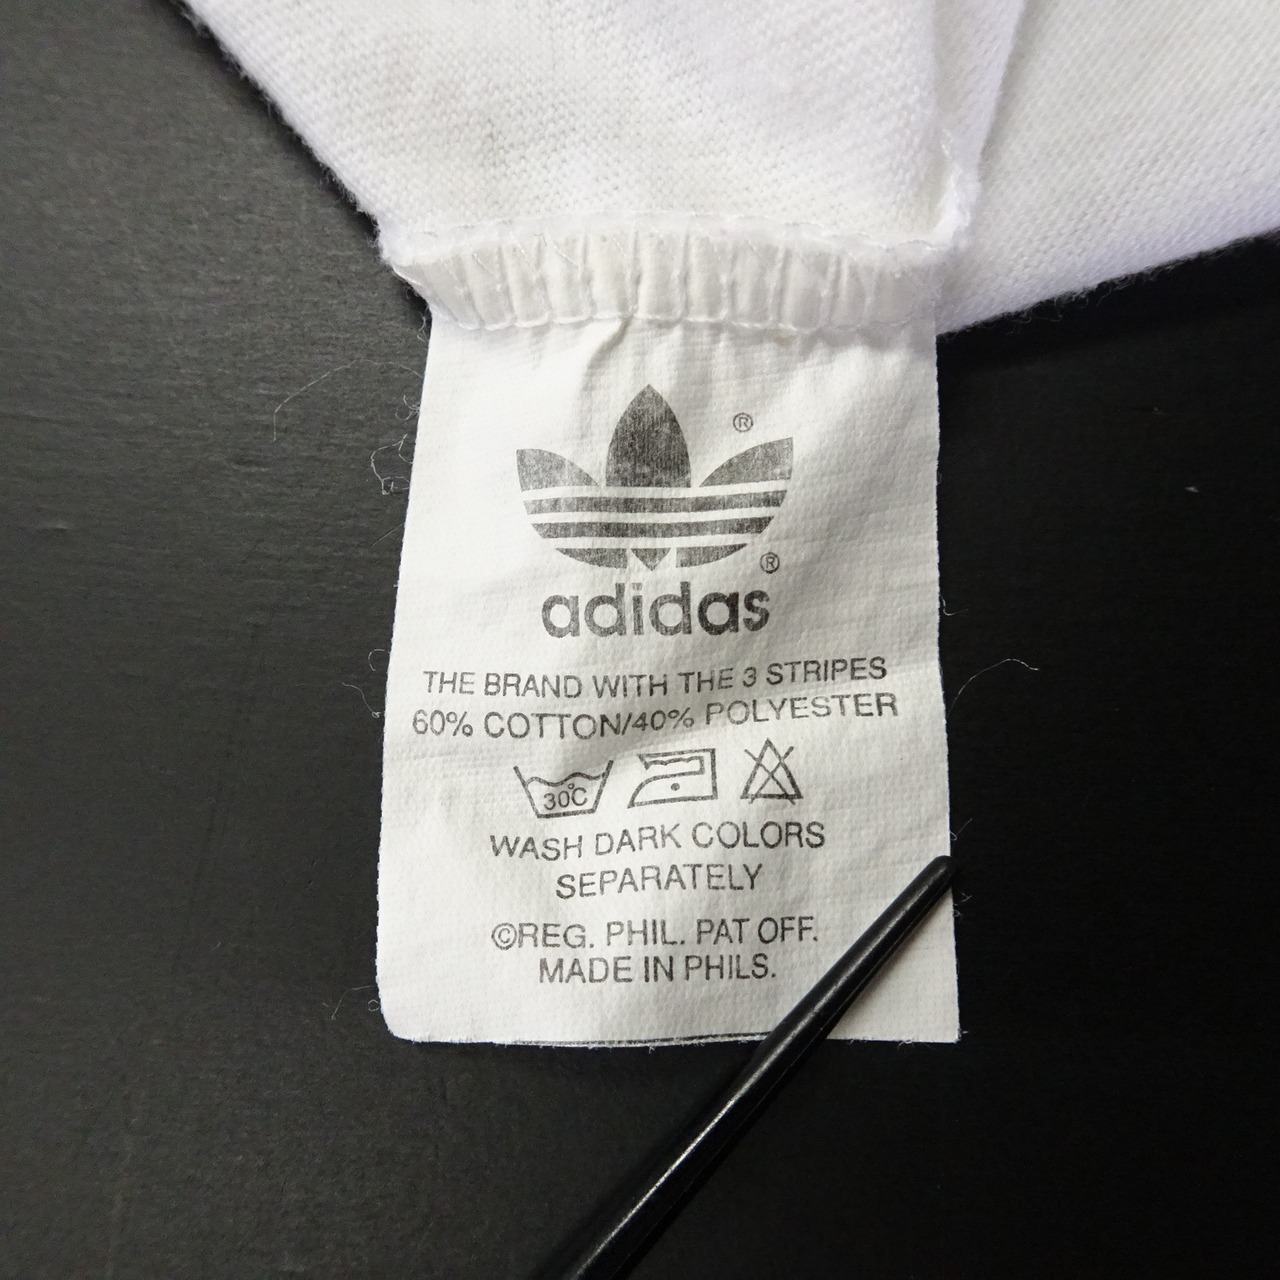 ®
®
adidas
THE BRAND WITH THE 3 STRIPES
60% COTTON/40% POLYESTER
30°C
WASH DARK COLORS
SEPARATELY
©REG. PHIL. PAT OFF.
MADE IN PHILS.